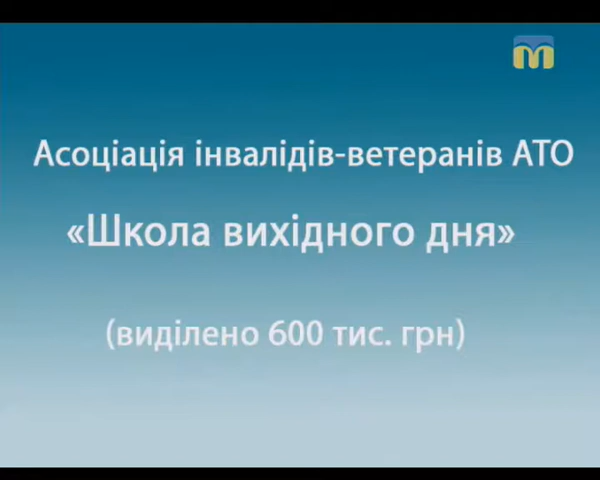 Асоціація інвалідів-ветеранів АТО
«Школа вихідного дня»
(виділено 600 тис. грн)